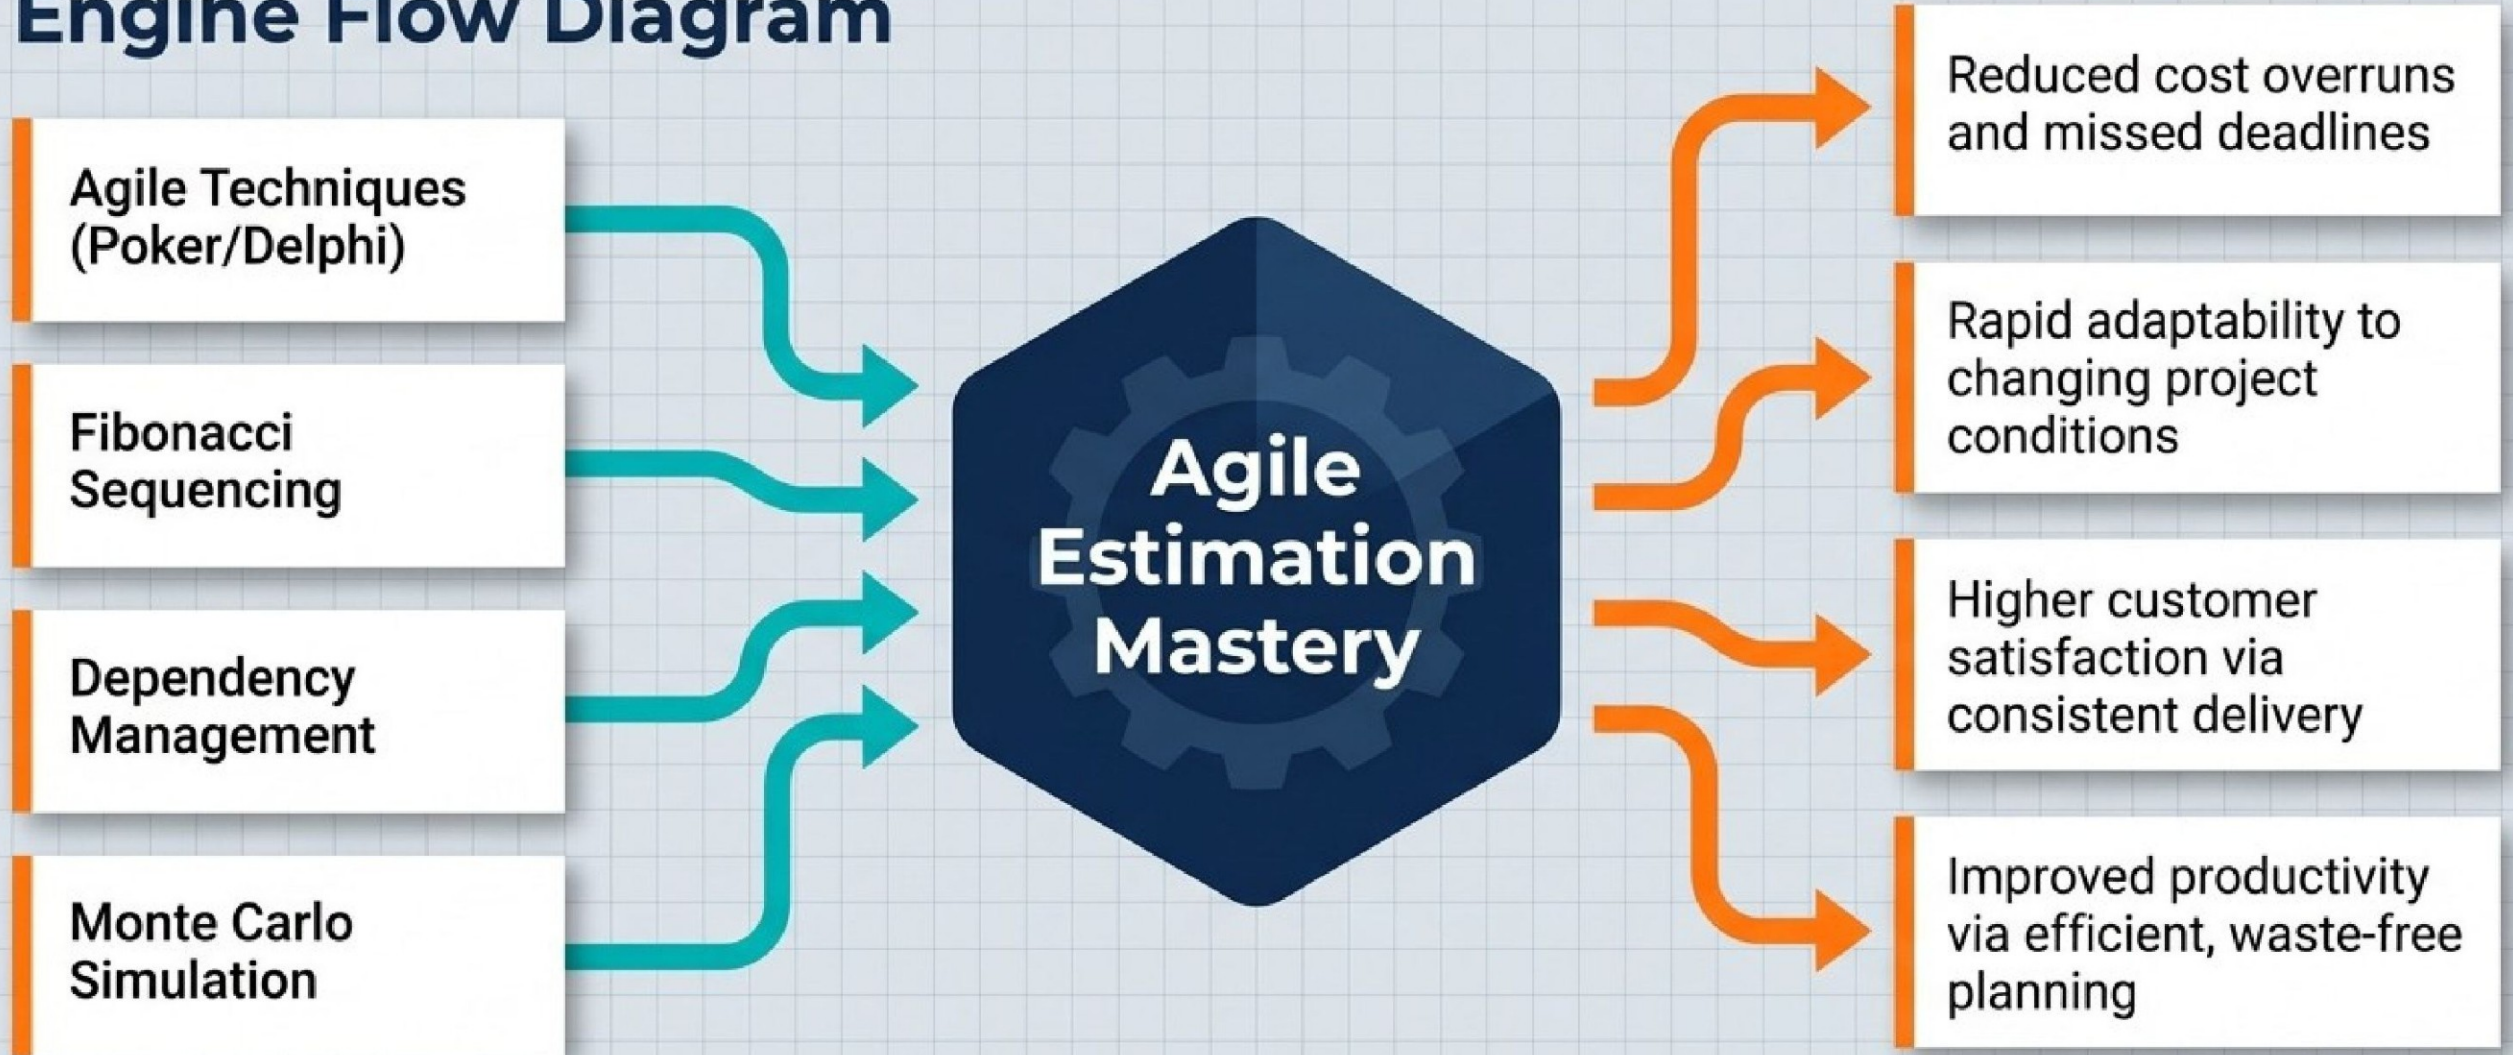 Engine Flow Diagram
Agile Techniques
(Poker/Delphi)
Fibonacci
Sequencing
Dependency
Management
Monte Carlo
Simulation
Agile
Estimation
Mastery
Reduced cost overruns
and missed deadlines
Rapid adaptability to
changing project
conditions
Higher customer
satisfaction via
consistent delivery
Improved productivity
via efficient, waste-free
planning